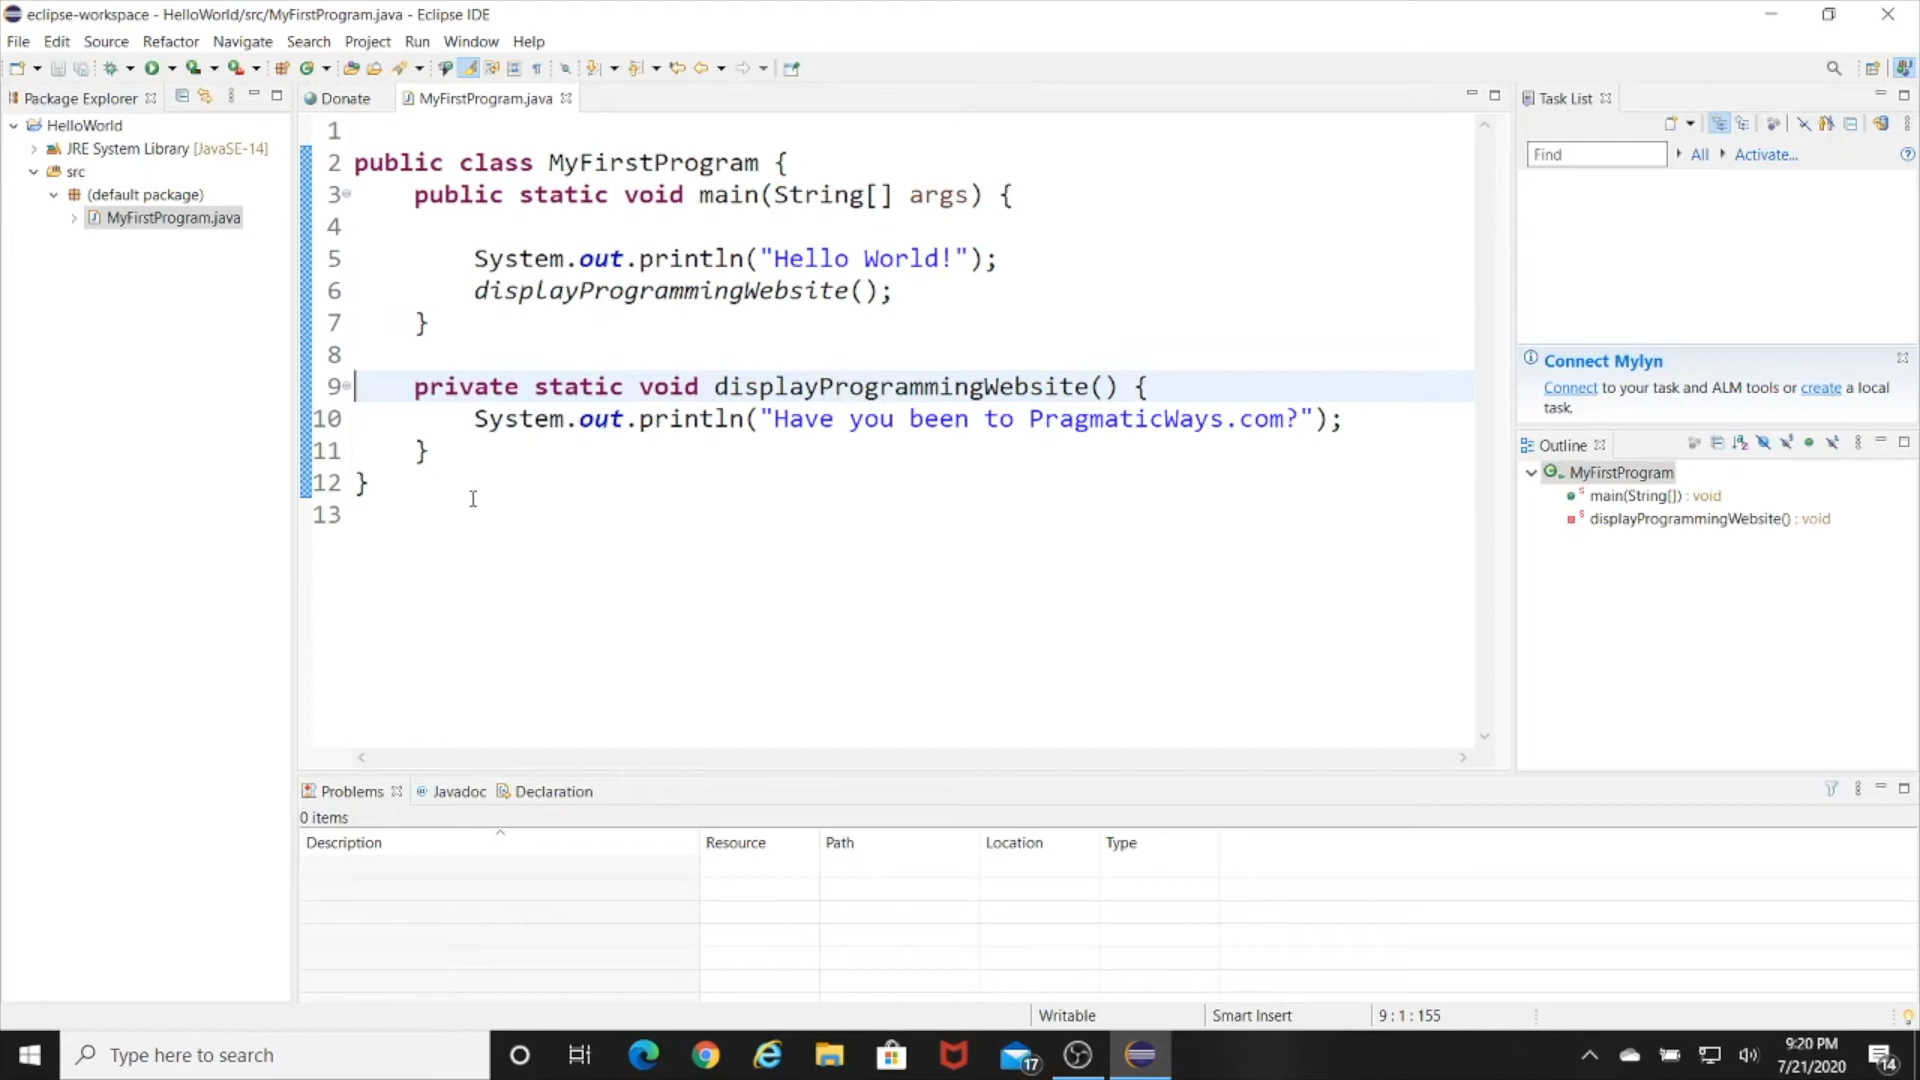 eclipse-workspace - HelloWorld/src/MyFirstProgram.java - Eclipse IDE
File Edit Source Refactor Navigate Search Project Run Window Help
Package Explorer
HelloWorld
JRE System Library [JavaSE-14]
src
(default package)
MyFirstProgram.java
Donate MyFirstProgram.java
1
2 public class MyFirstProgram {
3 public static void main(String[] args) {
4
5 System.out.println("Hello World!");
6 displayProgrammingWebsite();
7 }
8
9 private static void displayProgrammingWebsite() {
10 System.out.println("Have you been to PragmaticWays.com?");
11 }
12 }
13
Task List
Find All Activate...
Connect Mylyn
Connect to your task and ALM tools or create a local
task.
Outline
MyFirstProgram
main(String[]) : void
displayProgrammingWebsite() : void
Problems Javadoc Declaration
0 items
Description Resource Path Location Type
Writable Smart Insert 9 : 1 : 155
Type here to search
17
9:20 PM
7/21/2020
14